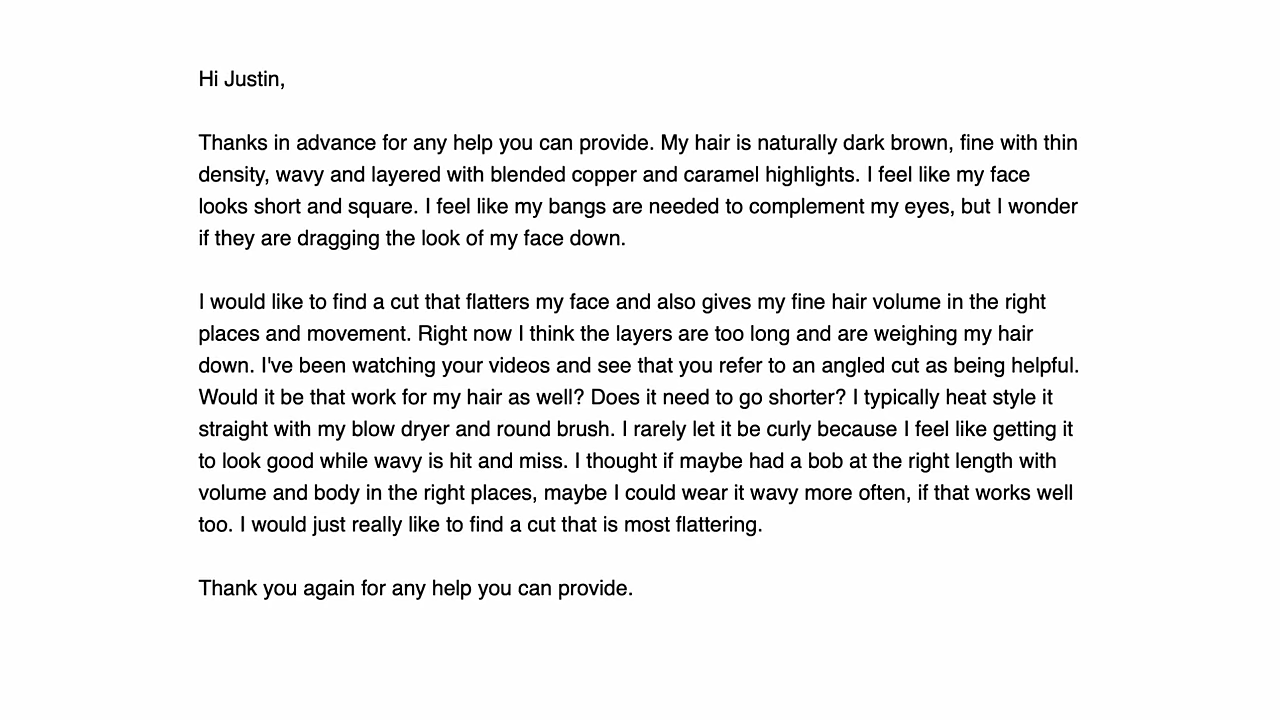 Hi Justin,
Thanks in advance for any help you can provide. My hair is naturally dark brown, fine with thin
density, wavy and layered with blended copper and caramel highlights. I feel like my face
looks short and square. I feel like my bangs are needed to complement my eyes, but I wonder
if they are dragging the look of my face down.
I would like to find a cut that flatters my face and also gives my fine hair volume in the right
places and movement. Right now I think the layers are too long and are weighing my hair
down. I've been watching your videos and see that you refer to an angled cut as being helpful.
Would it be that work for my hair as well? Does it need to go shorter? I typically heat style it
straight with my blow dryer and round brush. I rarely let it be curly because I feel like getting it
to look good while wavy is hit and miss. I thought if maybe had a bob at the right length with
volume and body in the right places, maybe I could wear it wavy more often, if that works well
too. I would just really like to find a cut that is most flattering.
Thank you again for any help you can provide.